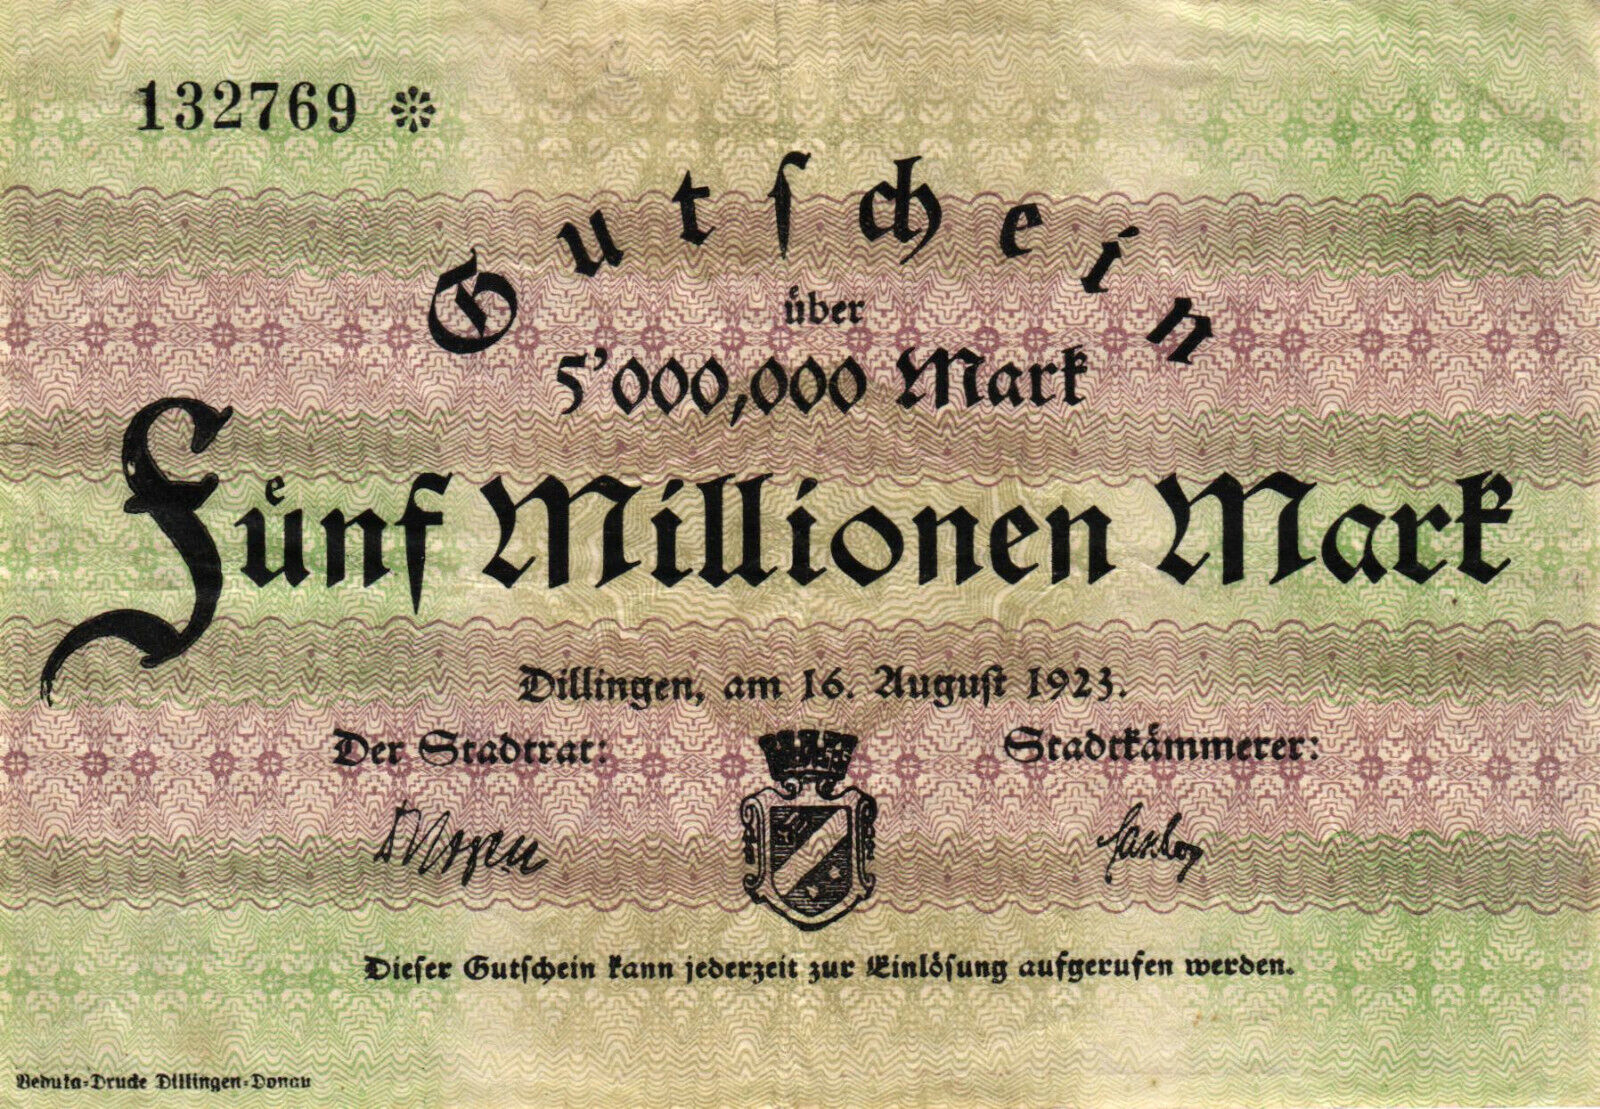 132769 *
Gutschein
über
5'000,000 Mark
Fünf Millionen Mark
Dillingen, am 16. August 1923.
Der Stadtrat: Stadtkämmerer:
Dieser Gutschein kann jederzeit zur Einlösung aufgerufen werden.
Veduka-Drucke Dillingen-Donau